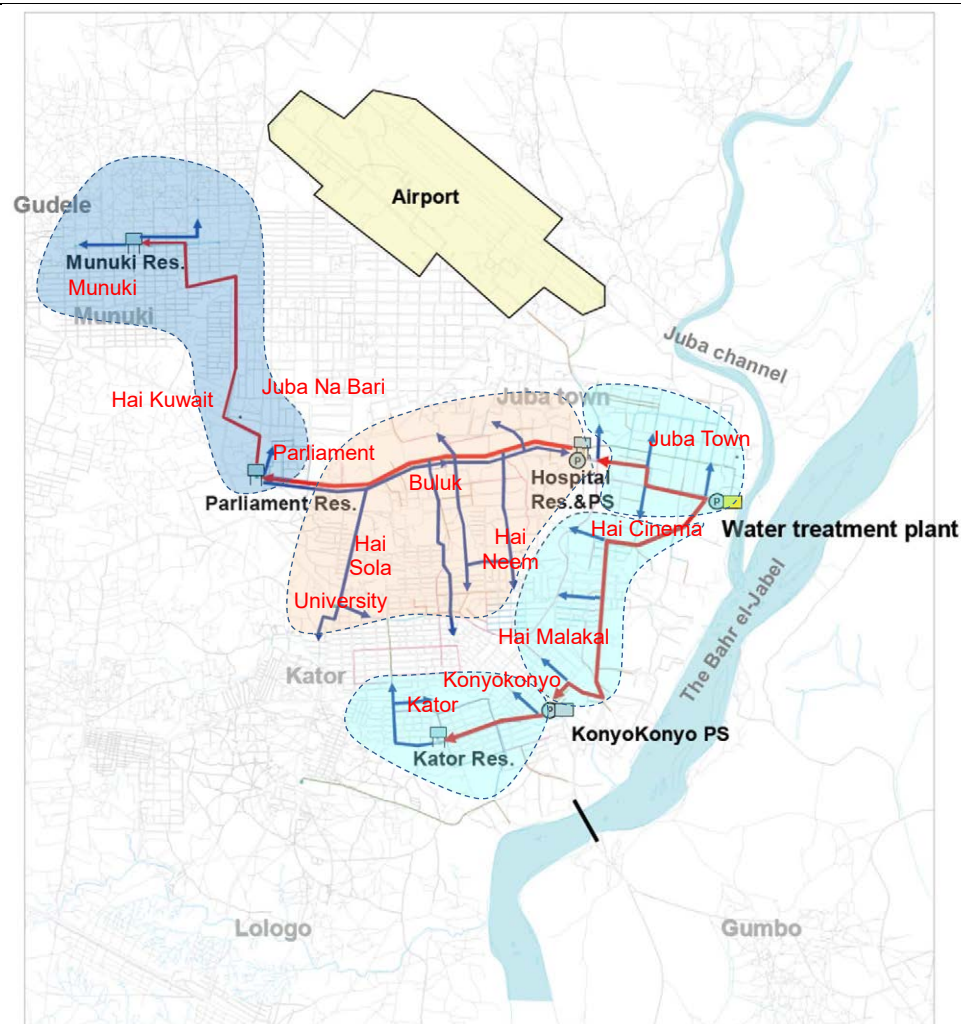 Airport
Gudele
Munuki Res.
Munuki
Munuki
Juba channel
Hai Kuwait
Juba Na Bari
Juba town
Juba Town
Parliament
Buluk
Parliament Res.
P
Hospital
Res.&PS
P
Hai Cinema
Water treatment plant
Hai
Sola
Hai
Neem
University
Hai Malakal
The Bahr el-Jabel
Kator
Konyokonyo
Kator
P
KonyoKonyo PS
Kator Res.
Lologo
Gumbo